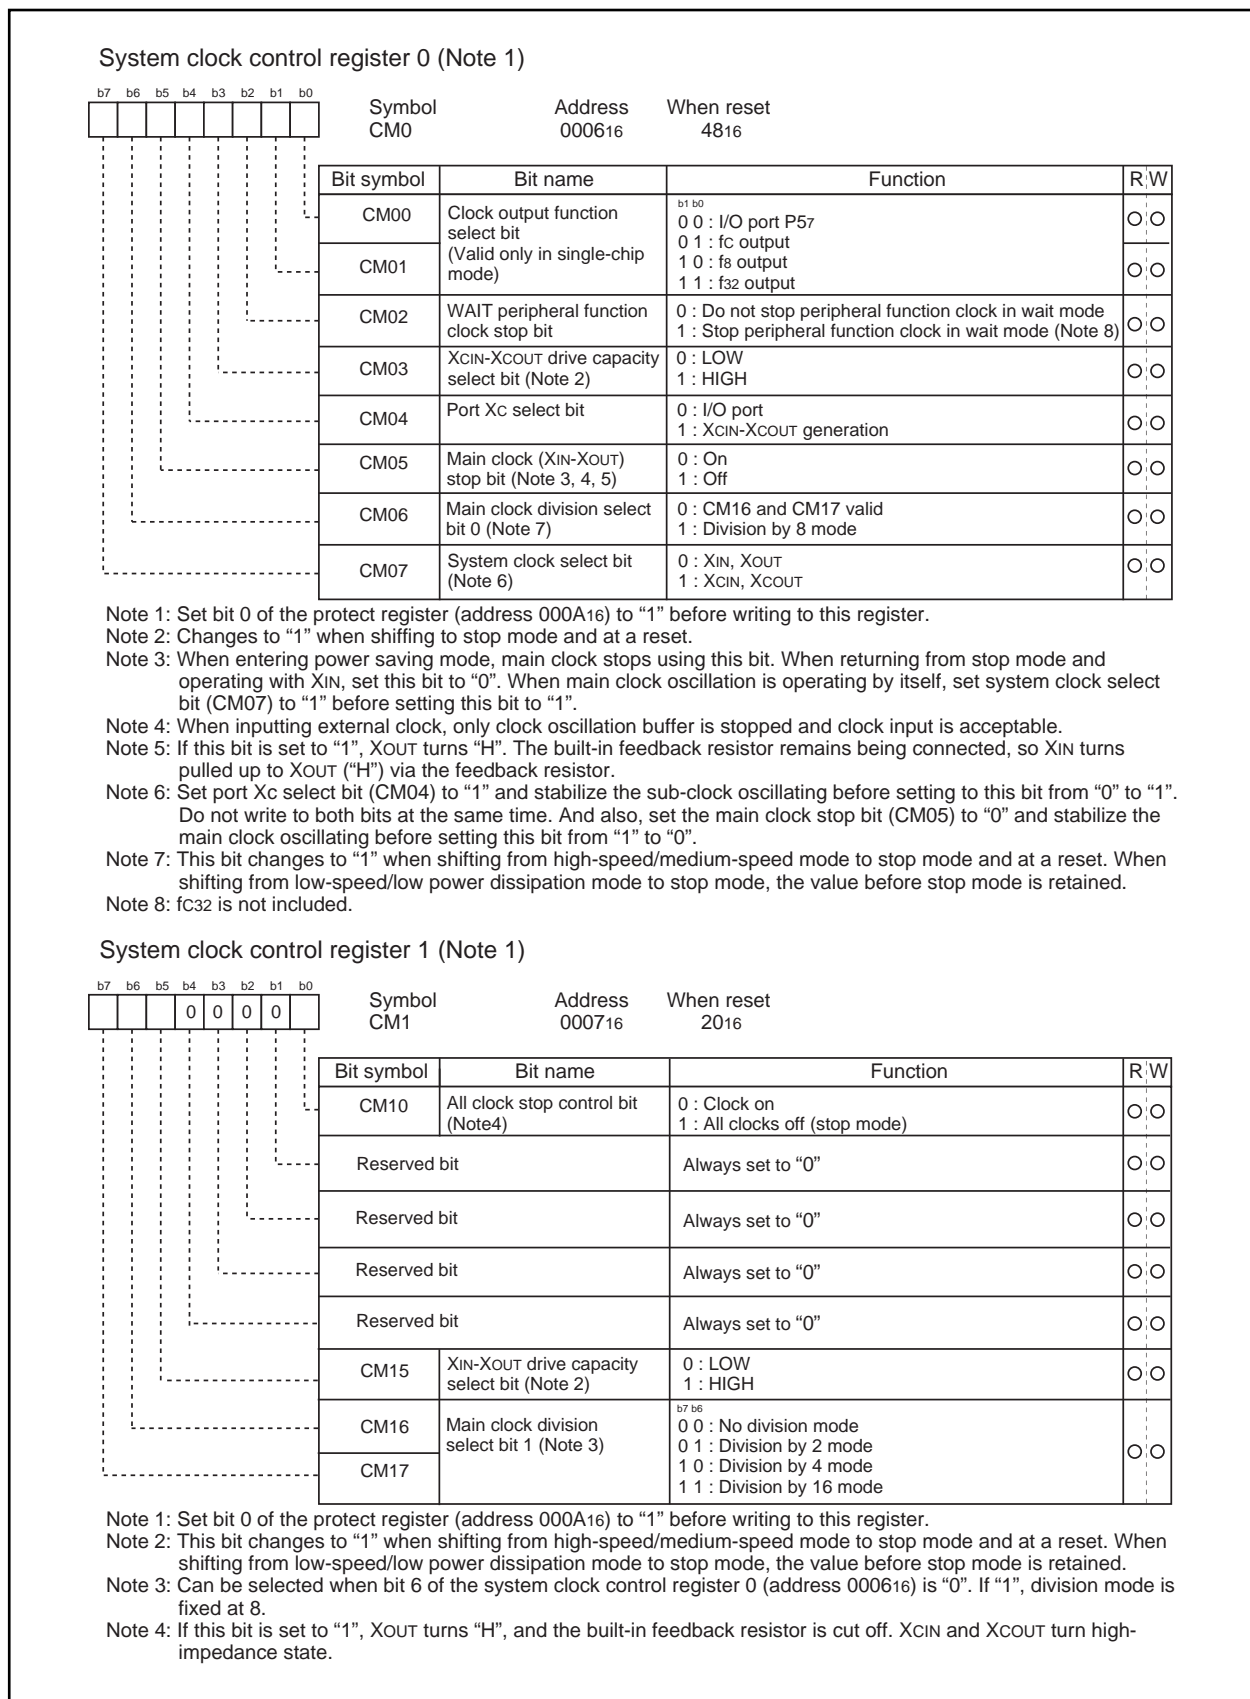 System clock control register 0 (Note 1)
b7 b6 b5 b4 b3 b2 b1 b0
Symbol Address When reset
CM0 000616 4816
Bit symbol Bit name Function R W
CM00 Clock output function select bit (Valid only in single-chip mode)
b1 b0
0 0 : I/O port P57
0 1 : fC output
1 0 : f8 output
1 1 : f32 output
CM01
CM02 WAIT peripheral function clock stop bit
0 : Do not stop peripheral function clock in wait mode
1 : Stop peripheral function clock in wait mode (Note 8)
CM03 XCIN-XCOUT drive capacity select bit (Note 2)
0 : LOW
1 : HIGH
CM04 Port XC select bit
0 : I/O port
1 : XCIN-XCOUT generation
CM05 Main clock (XIN-XOUT) stop bit (Note 3, 4, 5)
0 : On
1 : Off
CM06 Main clock division select bit 0 (Note 7)
0 : CM16 and CM17 valid
1 : Division by 8 mode
CM07 System clock select bit (Note 6)
0 : XIN, XOUT
1 : XCIN, XCOUT
Note 1: Set bit 0 of the protect register (address 000A16) to “1” before writing to this register.
Note 2: Changes to “1” when shiffing to stop mode and at a reset.
Note 3: When entering power saving mode, main clock stops using this bit. When returning from stop mode and
operating with XIN, set this bit to “0”. When main clock oscillation is operating by itself, set system clock select
bit (CM07) to “1” before setting this bit to “1”.
Note 4: When inputting external clock, only clock oscillation buffer is stopped and clock input is acceptable.
Note 5: If this bit is set to “1”, XOUT turns “H”. The built-in feedback resistor remains being connected, so XIN turns
pulled up to XOUT (“H”) via the feedback resistor.
Note 6: Set port Xc select bit (CM04) to “1” and stabilize the sub-clock oscillating before setting to this bit from “0” to “1”.
Do not write to both bits at the same time. And also, set the main clock stop bit (CM05) to “0” and stabilize the
main clock oscillating before setting this bit from “1” to “0”.
Note 7: This bit changes to “1” when shifting from high-speed/medium-speed mode to stop mode and at a reset. When
shifting from low-speed/low power dissipation mode to stop mode, the value before stop mode is retained.
Note 8: fC32 is not included.
System clock control register 1 (Note 1)
b7 b6 b5 b4 b3 b2 b1 b0
0 0 0 0
Symbol Address When reset
CM1 000716 2016
Bit symbol Bit name Function R W
CM10 All clock stop control bit (Note4)
0 : Clock on
1 : All clocks off (stop mode)
Reserved bit Always set to “0”
Reserved bit Always set to “0”
Reserved bit Always set to “0”
Reserved bit Always set to “0”
CM15 XIN-XOUT drive capacity select bit (Note 2)
0 : LOW
1 : HIGH
CM16 Main clock division select bit 1 (Note 3)
b7 b6
0 0 : No division mode
0 1 : Division by 2 mode
1 0 : Division by 4 mode
1 1 : Division by 16 mode
CM17
Note 1: Set bit 0 of the protect register (address 000A16) to “1” before writing to this register.
Note 2: This bit changes to “1” when shifting from high-speed/medium-speed mode to stop mode and at a reset. When
shifting from low-speed/low power dissipation mode to stop mode, the value before stop mode is retained.
Note 3: Can be selected when bit 6 of the system clock control register 0 (address 000616) is “0”. If “1”, division mode is
fixed at 8.
Note 4: If this bit is set to “1”, XOUT turns “H”, and the built-in feedback resistor is cut off. XCIN and XCOUT turn high-
impedance state.